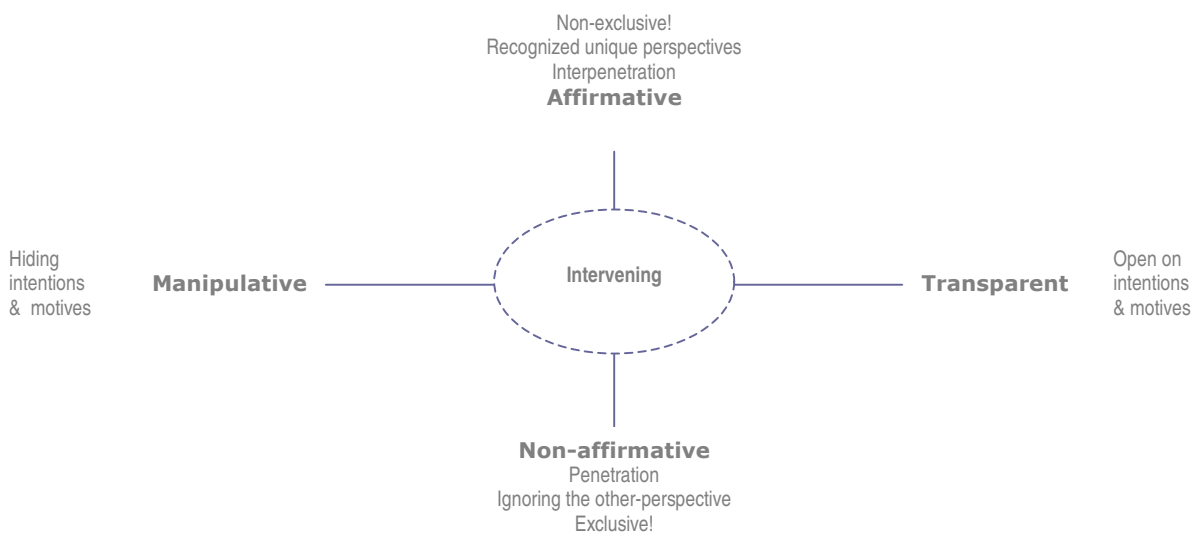 Non-exclusive!
Recognized unique perspectives
Interpenetration
Affirmative
Hiding
intentions
& motives
Manipulative
Intervening
Transparent
Open on
intentions
& motives
Non-affirmative
Penetration
Ignoring the other-perspective
Exclusive!